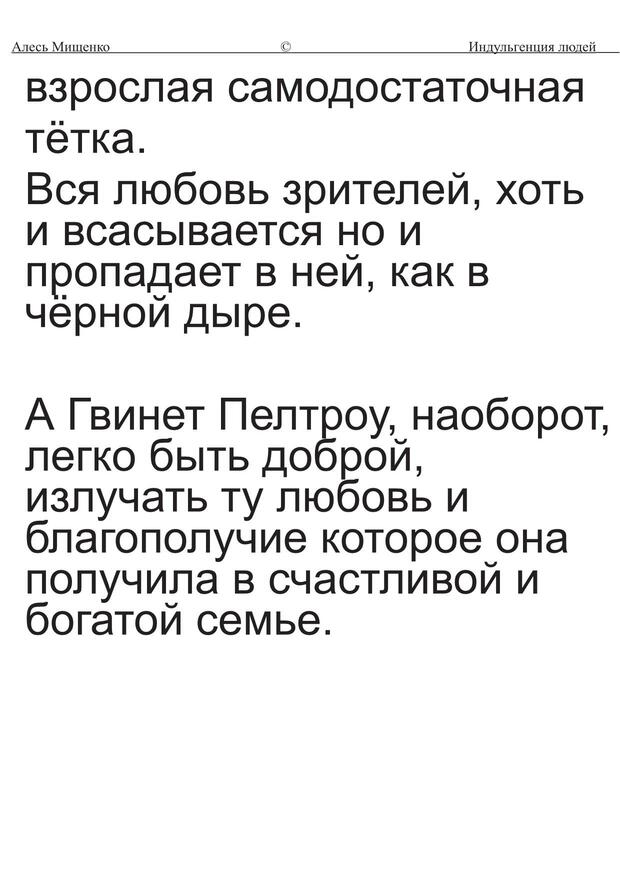 Алесь Мищенко © Индульгенция людей
взрослая самодостаточная
тётка.
Вся любовь зрителей, хоть
и всасывается но и
пропадает в ней, как в
чёрной дыре.
А Гвинет Пелтроу, наоборот,
легко быть доброй,
излучать ту любовь и
благополучие которое она
получила в счастливой и
богатой семье.